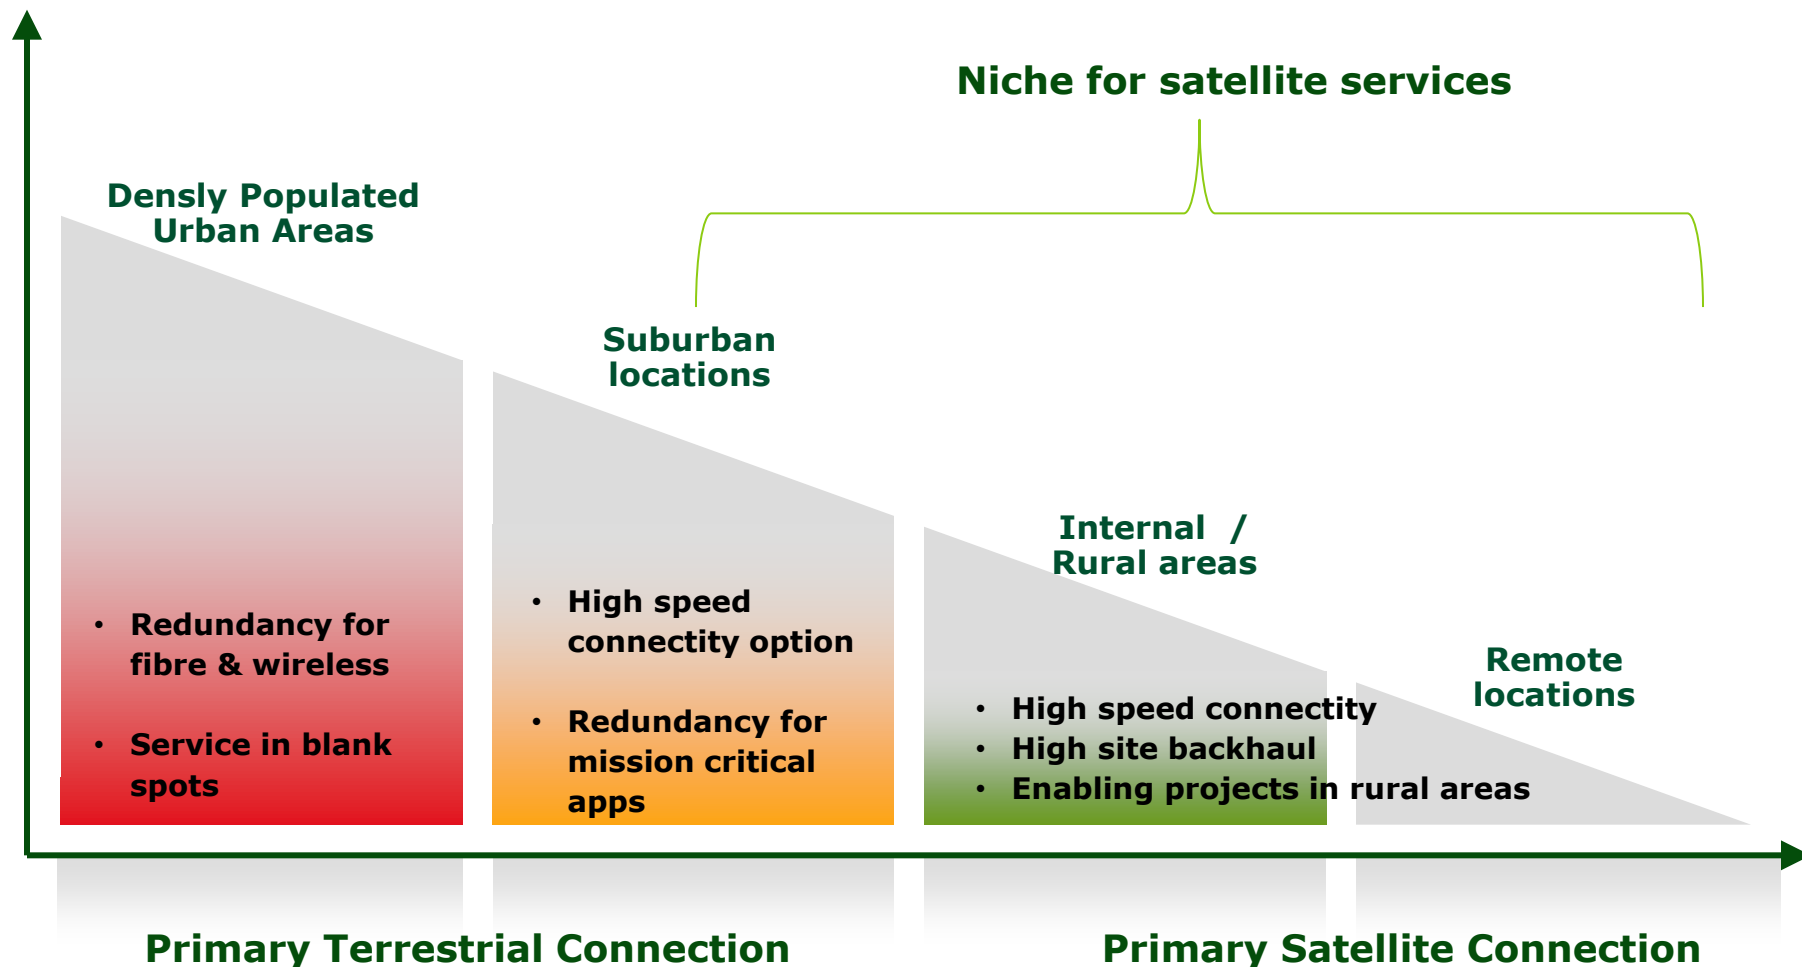 Niche for satellite services
Densly Populated
Urban Areas
Suburban
locations
Internal  /
Rural areas
Remote
locations
• Redundancy for
fibre & wireless
• Service in blank
spots
• High speed
connectity option
• Redundancy for
mission critical
apps
• High speed connectity
• High site backhaul
• Enabling projects in rural areas
Primary Terrestrial Connection
Primary Satellite Connection